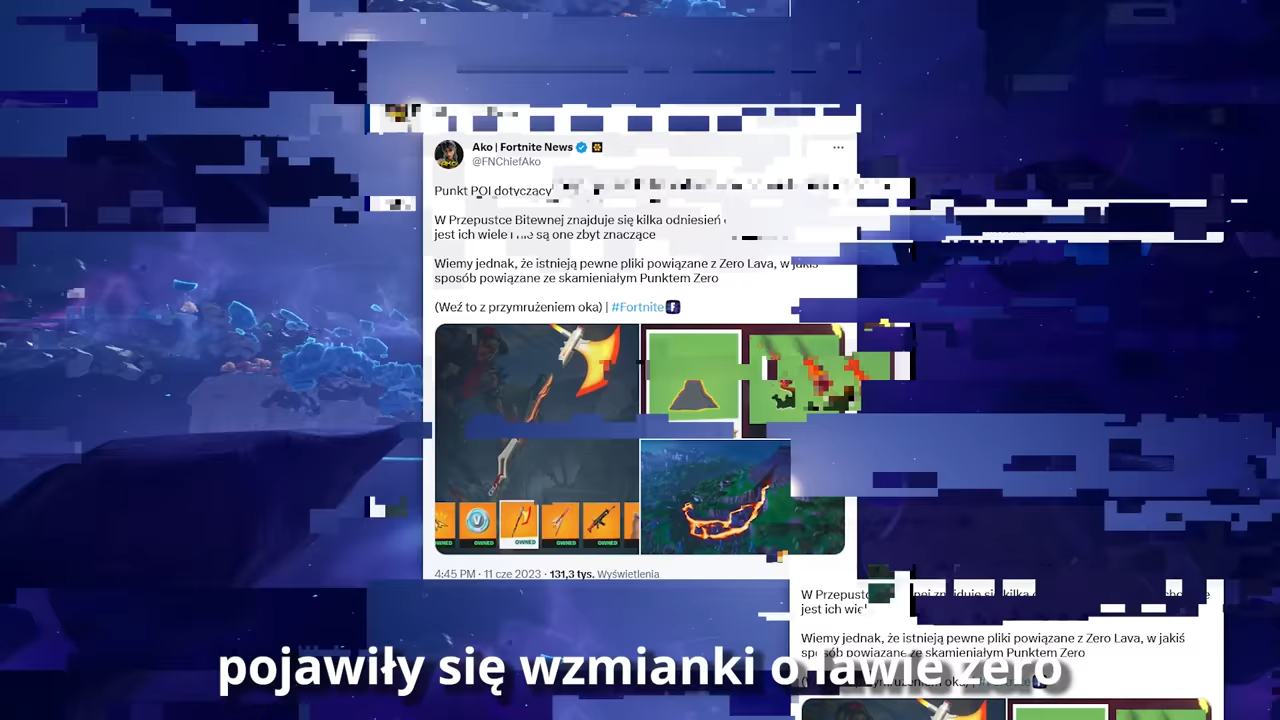 Ako | Fortnite News
@FNChiefAko
Punkt POI dotyczący
W Przepustce Bitewnej znajduje się kilka odniesień
jest ich wiele i nie są one zbyt znaczące
Wiemy jednak, że istnieją pewne pliki powiązane z Zero Lava, w jakiś
sposób powiązane ze skamieniałym Punktem Zero
(Weź to z przymrużeniem oka) | #Fortnite
OWNED
OWNED
OWNED
OWNED
4:45 PM · 11 cze 2023 · 131,3 tys. Wyświetlenia
jest ich
Wiemy jednak, że istnieją pewne pliki powiązane z Zero Lava, w jakiś
sposób powiązane ze skamieniałym Punktem Zero
pojawiły się wzmianki o lawie zero